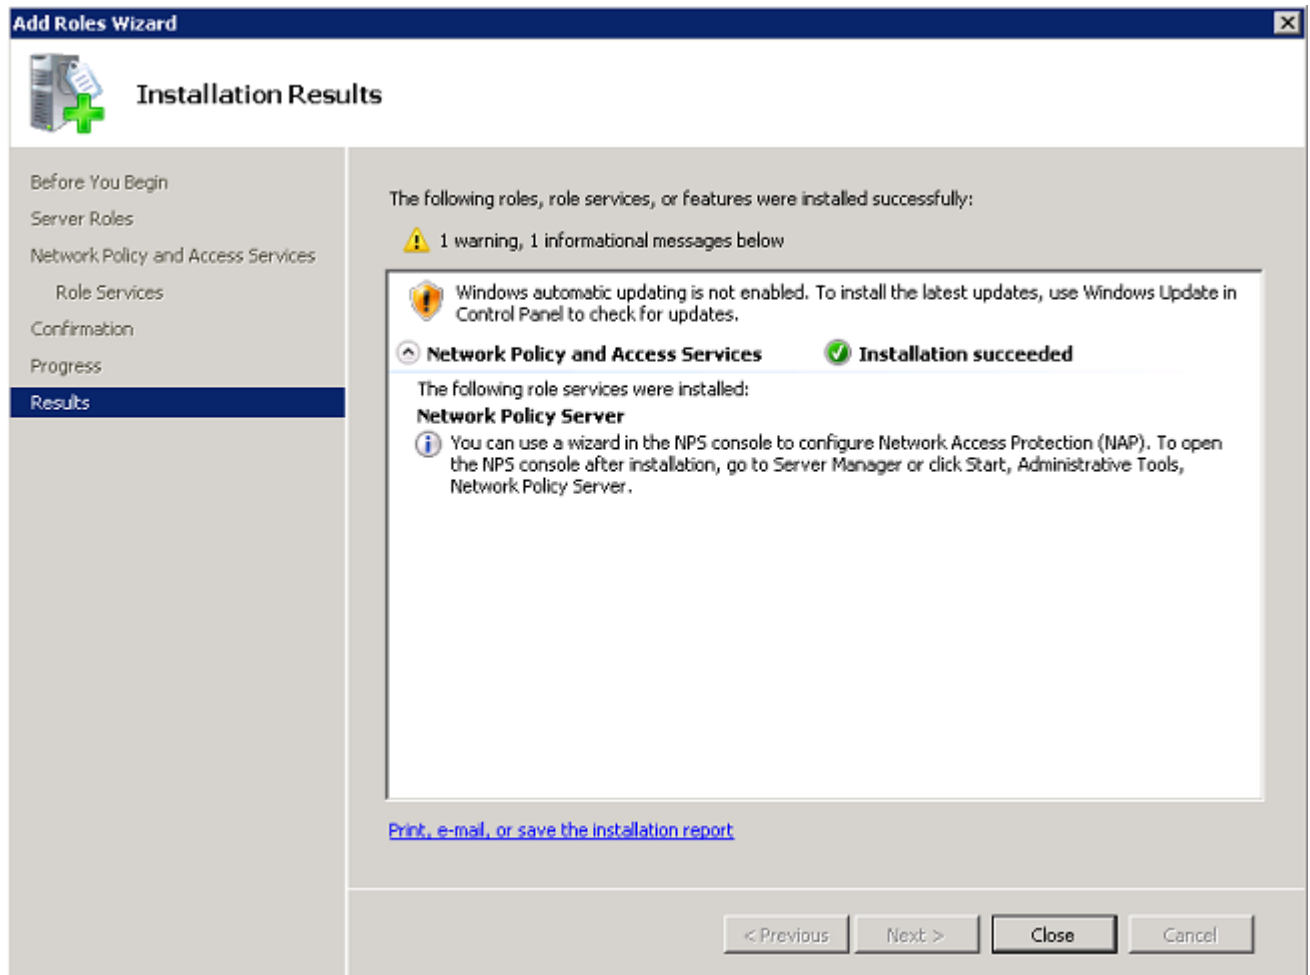 Add Roles Wizard
Installation Results
Before You Begin
Server Roles
Network Policy and Access Services
Role Services
Confirmation
Progress
Results
The following roles, role services, or features were installed successfully:
1 warning, 1 informational messages below
Windows automatic updating is not enabled. To install the latest updates, use Windows Update in
Control Panel to check for updates.
Network Policy and Access Services Installation succeeded
The following role services were installed:
Network Policy Server
You can use a wizard in the NPS console to configure Network Access Protection (NAP). To open
the NPS console after installation, go to Server Manager or click Start, Administrative Tools,
Network Policy Server.
Print, e-mail, or save the installation report
< Previous Next > Close Cancel